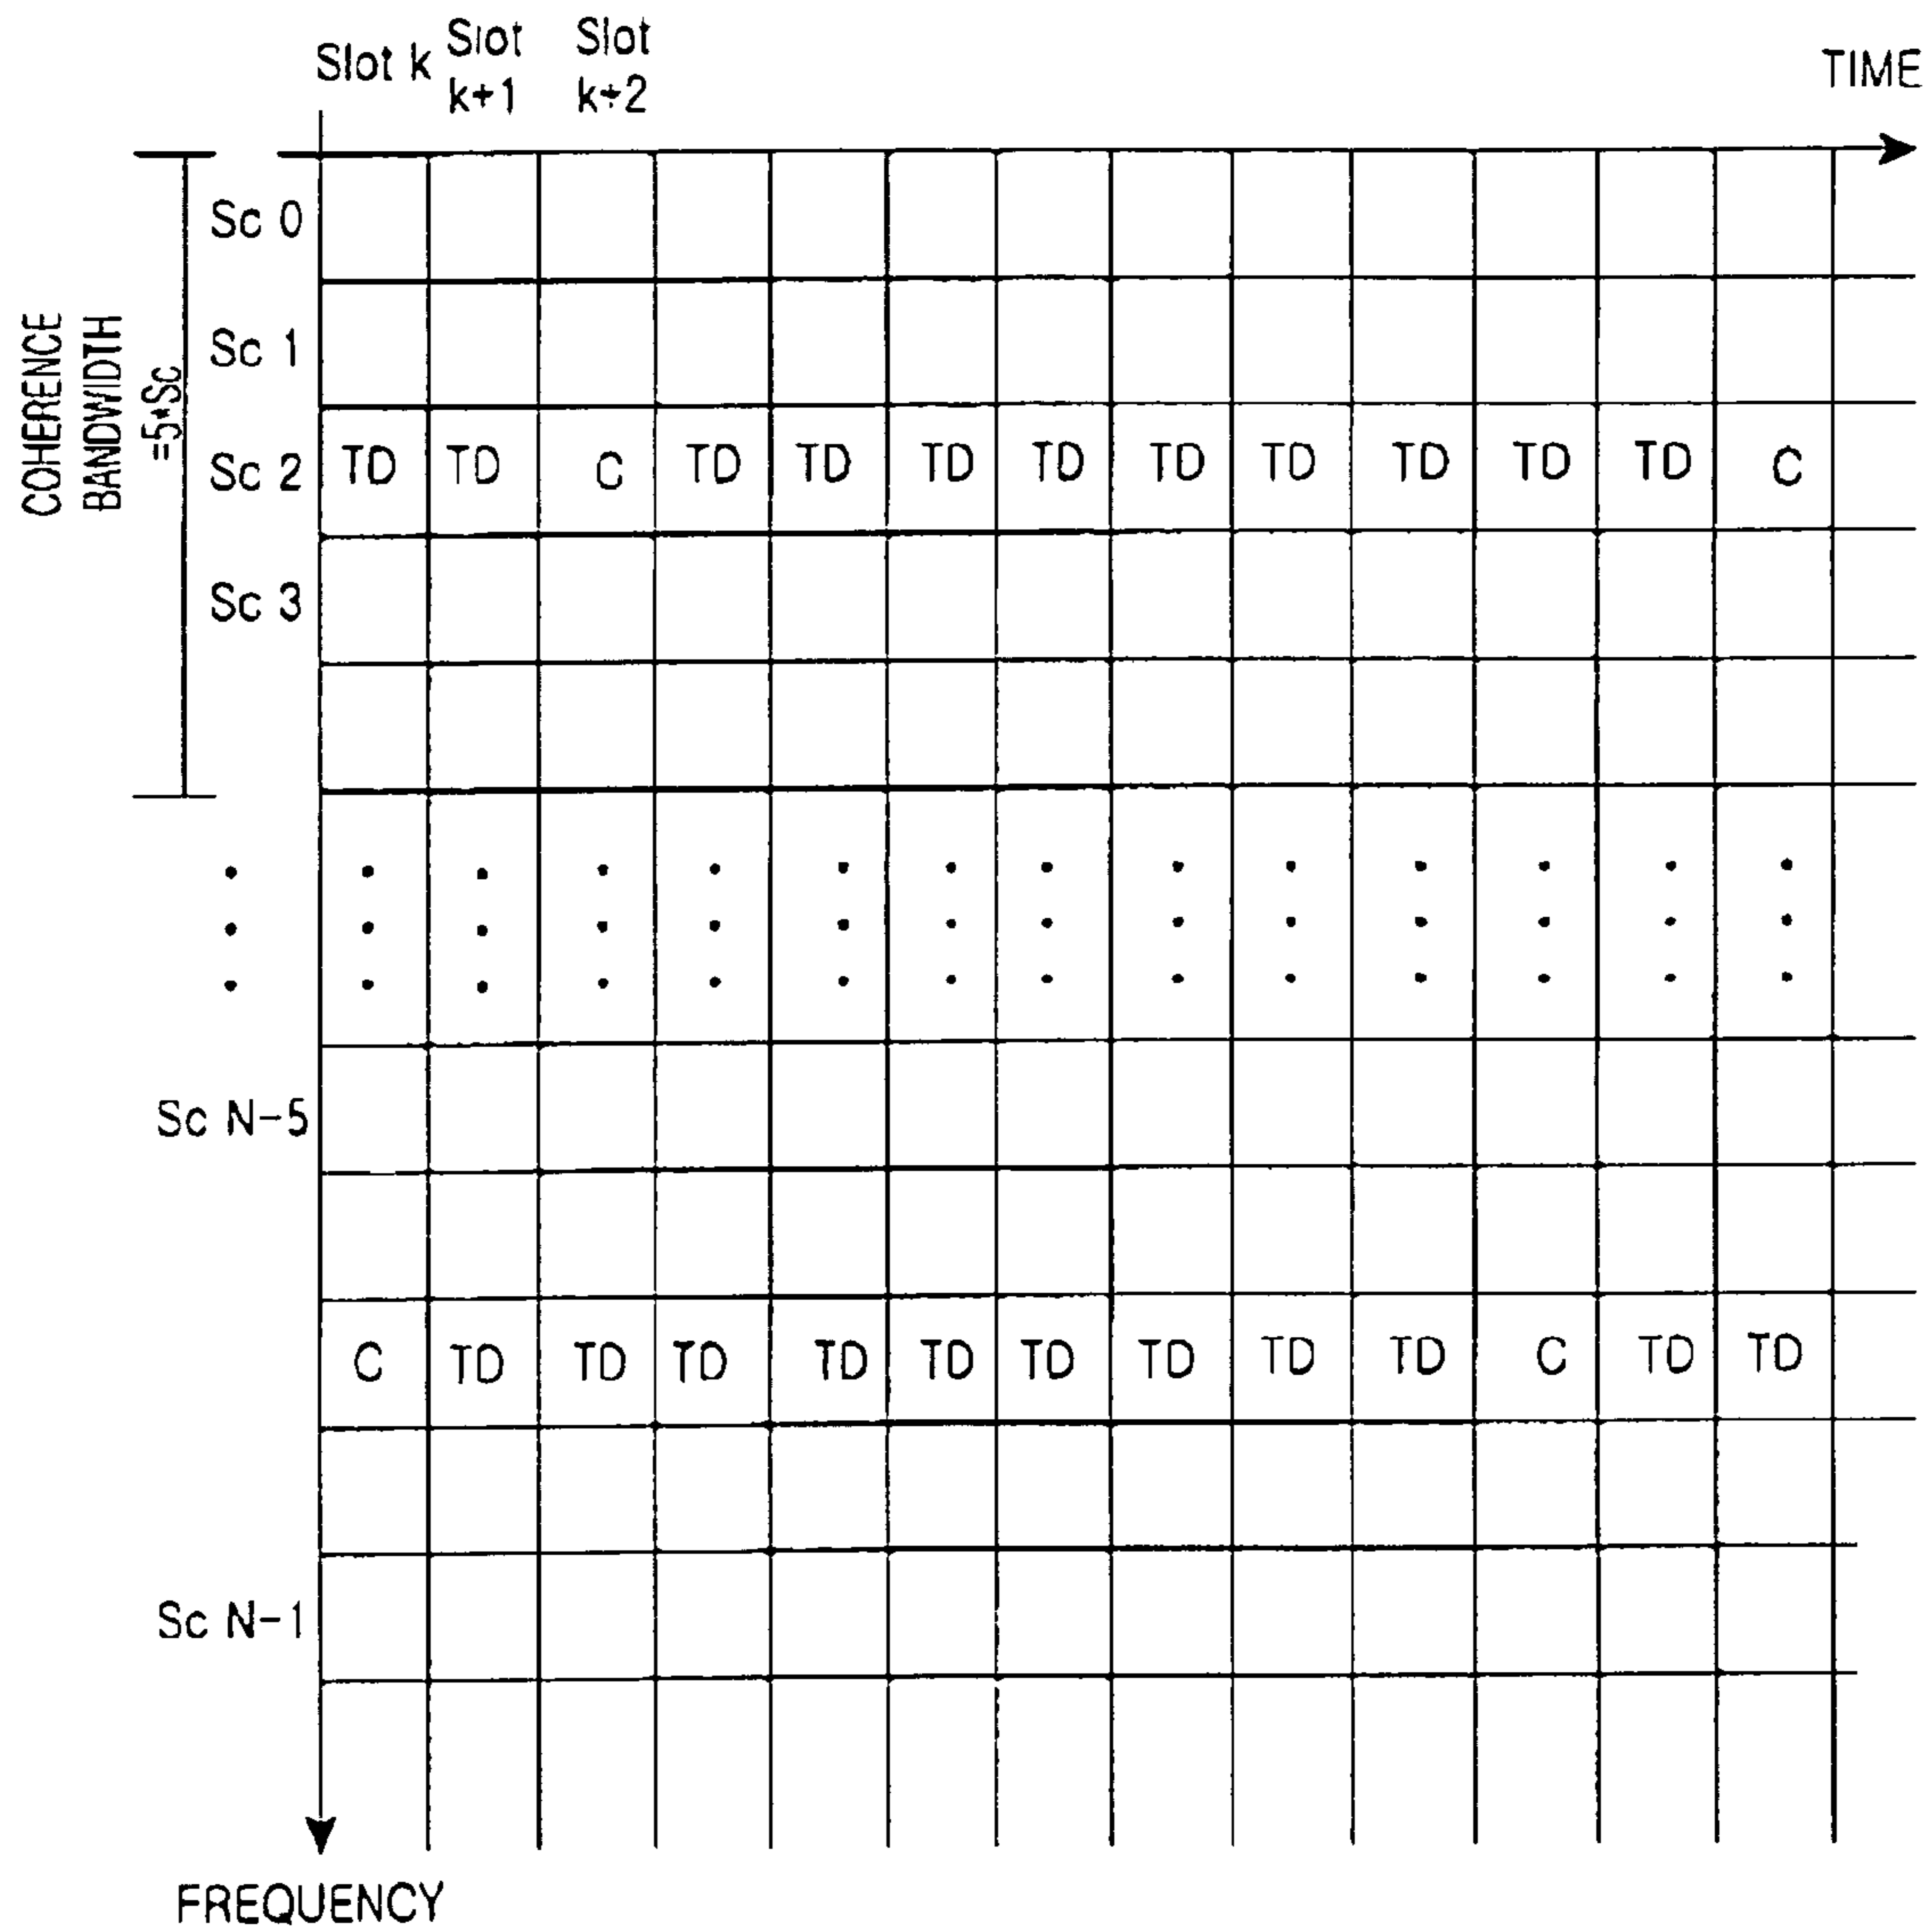 Slot k
Slot
k+1
Slot
k+2
TIME
COHERENCE
BANDWIDTH
=5*Sc
Sc 0
Sc 1
Sc 2 TD TD C TD TD TD TD TD TD TD TD TD C
Sc 3
Sc N-5
C TD TD TD TD TD TD TD TD TD C TD TD
Sc N-1
FREQUENCY